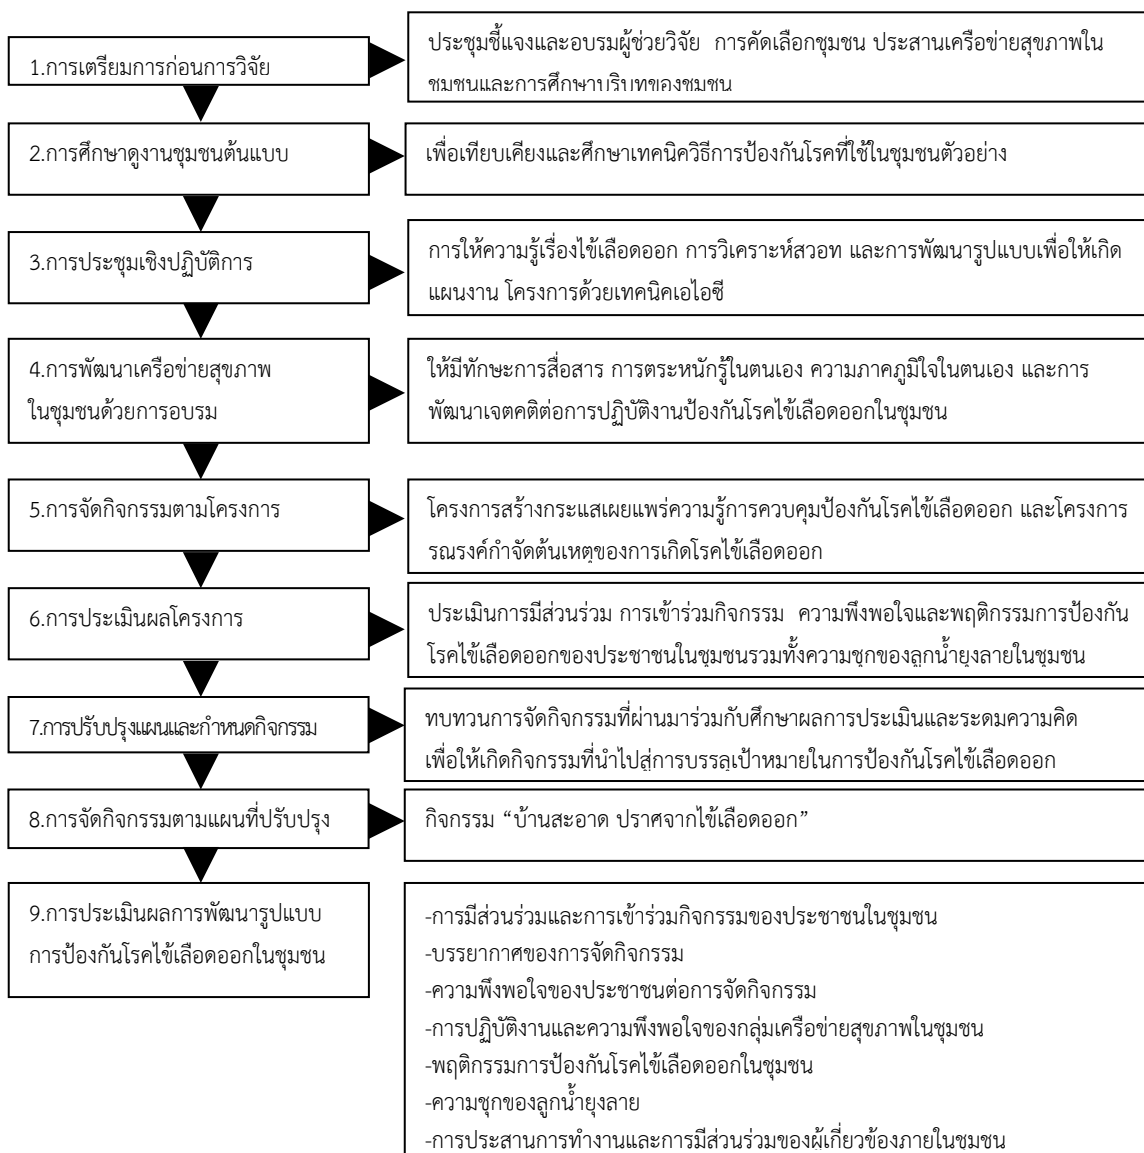 1.การเตรียมการก่อนการวิจัย
ประชุมชี้แจงและอบรมผู้ช่วยวิจัย การคัดเลือกชุมชน ประสานเครือข่ายสุขภาพใน
ชุมชนและการศึกษาบริบทของชุมชน
2.การศึกษาดูงานชุมชนต้นแบบ
เพื่อเทียบเคียงและศึกษาเทคนิควิธีการป้องกันโรคที่ใช้ในชุมชนตัวอย่าง
3.การประชุมเชิงปฏิบัติการ
การให้ความรู้เรื่องไข้เลือดออก การวิเคราะห์สวอท และการพัฒนารูปแบบเพื่อให้เกิด
แผนงาน โครงการด้วยเทคนิคเอไอซี
4.การพัฒนาเครือข่ายสุขภาพ
ในชุมชนด้วยการอบรม
ให้มีทักษะการสื่อสาร การตระหนักรู้ในตนเอง ความภาคภูมิใจในตนเอง และการ
พัฒนาเจตคติต่อการปฏิบัติงานป้องกันโรคไข้เลือดออกในชุมชน
5.การจัดกิจกรรมตามโครงการ
โครงการสร้างกระแสเผยแพร่ความรู้การควบคุมป้องกันโรคไข้เลือดออก และโครงการ
รณรงค์กำจัดต้นเหตุของการเกิดโรคไข้เลือดออก
6.การประเมินผลโครงการ
ประเมินการมีส่วนร่วม การเข้าร่วมกิจกรรม ความพึงพอใจและพฤติกรรมการป้องกัน
โรคไข้เลือดออกของประชาชนในชุมชนรวมทั้งความชุกของลูกน้ำยุงลายในชุมชน
7.การปรับปรุงแผนและกำหนดกิจกรรม
ทบทวนการจัดกิจกรรมที่ผ่านมาร่วมกับศึกษาผลการประเมินและระดมความคิด
เพื่อให้เกิดกิจกรรมที่นำไปสู่การบรรลุเป้าหมายในการป้องกันโรคไข้เลือดออก
8.การจัดกิจกรรมตามแผนที่ปรับปรุง
กิจกรรม “บ้านสะอาด ปราศจากไข้เลือดออก”
9.การประเมินผลการพัฒนารูปแบบ
การป้องกันโรคไข้เลือดออกในชุมชน
-การมีส่วนร่วมและการเข้าร่วมกิจกรรมของประชาชนในชุมชน
-บรรยากาศของการจัดกิจกรรม
-ความพึงพอใจของประชาชนต่อการจัดกิจกรรม
-การปฏิบัติงานและความพึงพอใจของกลุ่มเครือข่ายสุขภาพในชุมชน
-พฤติกรรมการป้องกันโรคไข้เลือดออกในชุมชน
-ความชุกของลูกน้ำยุงลาย
-การประสานการทำงานและการมีส่วนร่วมของผู้เกี่ยวข้องภายในชุมชน